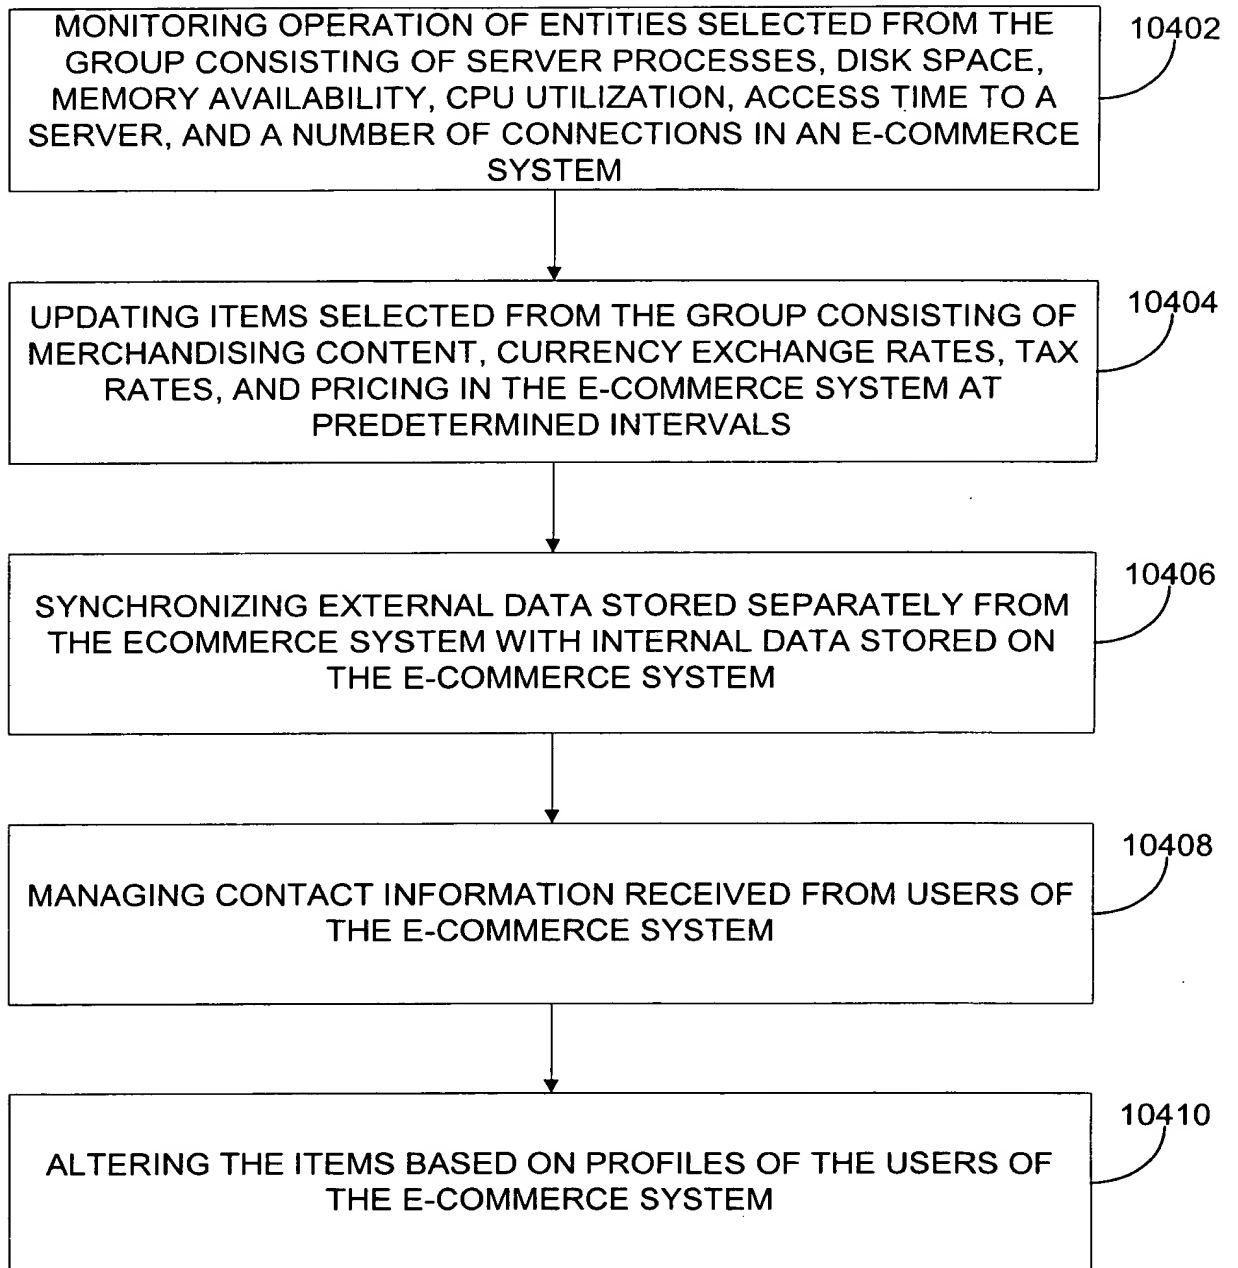 MONITORING OPERATION OF ENTITIES SELECTED FROM THE
GROUP CONSISTING OF SERVER PROCESSES, DISK SPACE,
MEMORY AVAILABILITY, CPU UTILIZATION, ACCESS TIME TO A
SERVER, AND A NUMBER OF CONNECTIONS IN AN E-COMMERCE
SYSTEM
10402
UPDATING ITEMS SELECTED FROM THE GROUP CONSISTING OF
MERCHANDISING CONTENT, CURRENCY EXCHANGE RATES, TAX
RATES, AND PRICING IN THE E-COMMERCE SYSTEM AT
PREDETERMINED INTERVALS
10404
SYNCHRONIZING EXTERNAL DATA STORED SEPARATELY FROM
THE ECOMMERCE SYSTEM WITH INTERNAL DATA STORED ON
THE E-COMMERCE SYSTEM
10406
MANAGING CONTACT INFORMATION RECEIVED FROM USERS OF
THE E-COMMERCE SYSTEM
10408
ALTERING THE ITEMS BASED ON PROFILES OF THE USERS OF
THE E-COMMERCE SYSTEM
10410